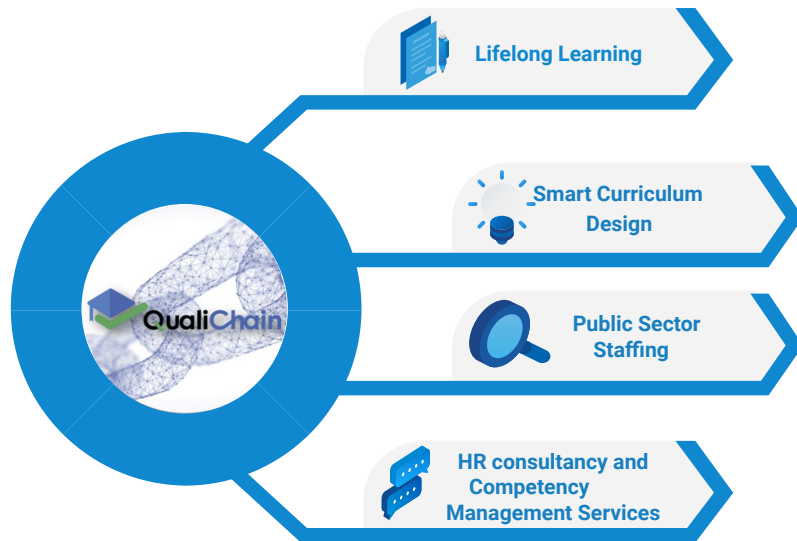 Lifelong Learning
Smart Curriculum
Design
QualiChain
Public Sector
Staffing
HR consultancy and
Competency
Management Services